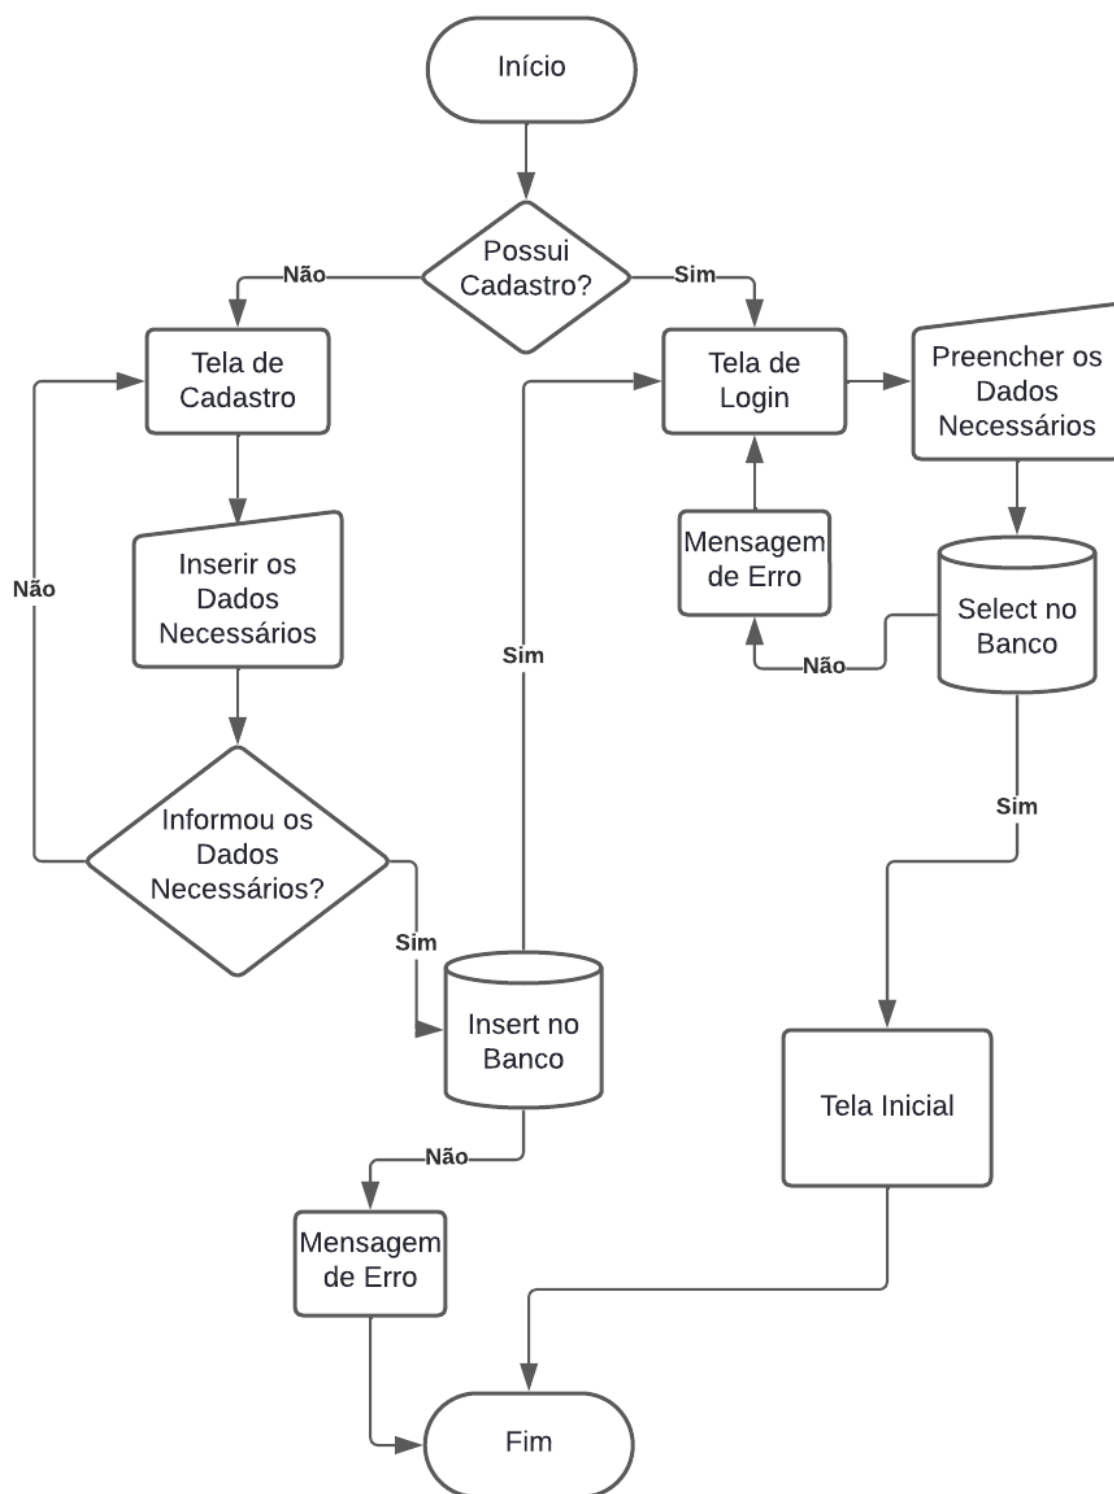 Início
Possui
Cadastro?
Não
Sim
Tela de
Cadastro
Tela de
Login
Preencher os
Dados
Necessários
Inserir os
Dados
Necessários
Mensagem
de Erro
Select no
Banco
Não
Sim
Não
Sim
Informou os
Dados
Necessários?
Sim
Insert no
Banco
Tela Inicial
Não
Mensagem
de Erro
Fim